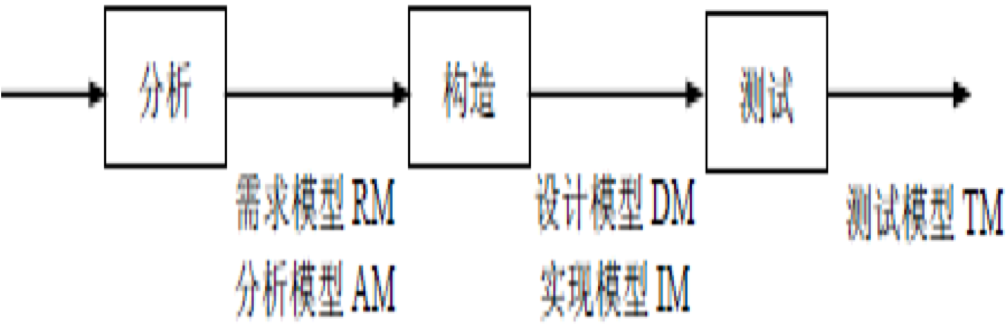 分析
构造
测试
需求模型 RM
分析模型 AM
设计模型 DM
实现模型 IM
测试模型 TM